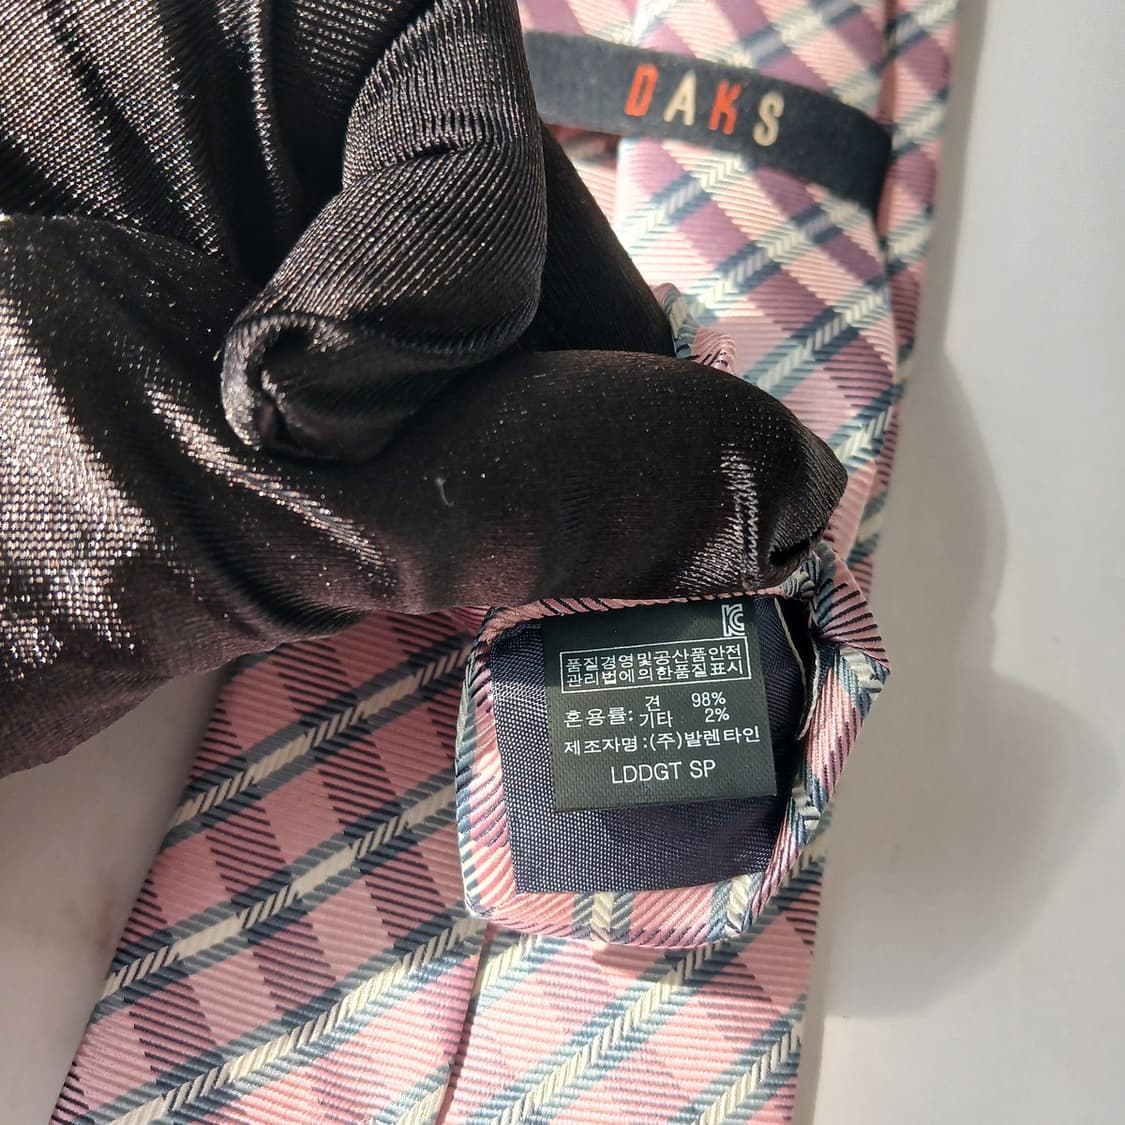 DAKS
품질경영및공산품안전
관리법에의한품질표시
혼용률: 견 98%
기타 2%
제조자명:(주)발렌타인
LDDGT SP